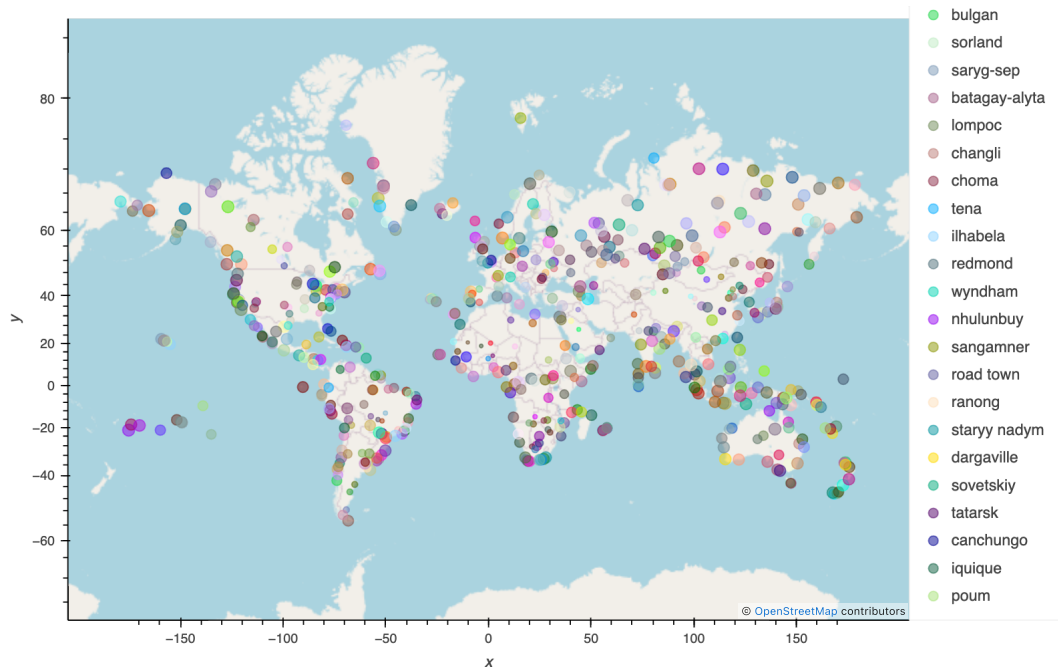 bulgan
sorland
saryg-sep
batagay-alyta
lompoc
changli
choma
tena
ilhabela
redmond
wyndham
nhulunbuy
sangamner
road town
ranong
staryy nadym
dargaville
sovetskiy
tatarsk
canchungo
iquique
poum
80
60
40
20
0
−20
−40
−60
y
© OpenStreetMap contributors
−150
−100
−50
0
50
100
150
x